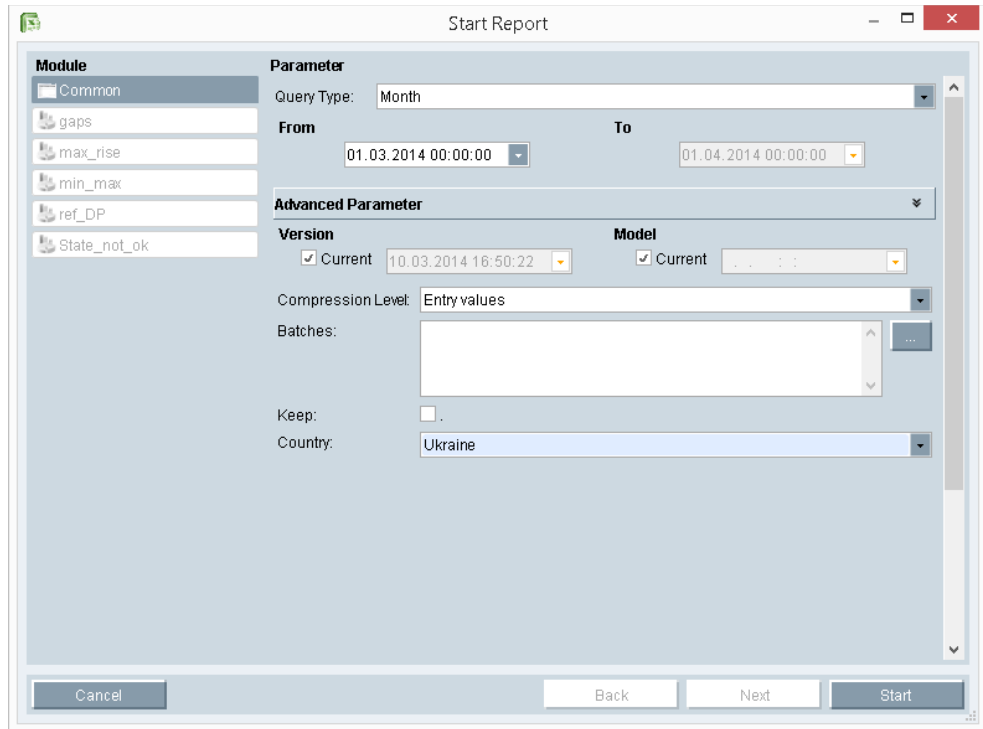 Start Report
Module
Common
gaps
max_rise
min_max
ref_DP
State_not_ok
Parameter
Query Type: Month
From To
01.03.2014 00:00:00 01.04.2014 00:00:00
Advanced Parameter
Version Model
Current 10.03.2014 16:50:22 Current . . : :
Compression Level: Entry values
Batches: ...
Keep: .
Country: Ukraine
Cancel Back Next Start